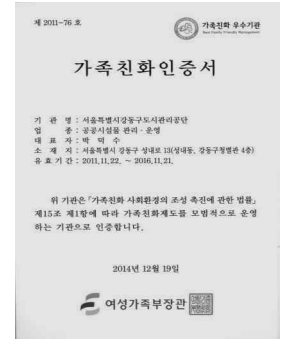 제 2011-76 호
가족친화 우수기관
Best Family Friendly Management
가족친화인증서
기 관 명 : 서울특별시강동구도시관리공단
업 종 : 공공시설물 관리·운영
대 표 자 : 박 덕 수
소 재 지 : 서울특별시 강동구 성내로 13(성내동, 강동구청별관 4층)
유 효 기 간 : 2011.11.22. ~ 2016.11.21.
위 기관은「가족친화 사회환경의 조성 촉진에 관한 법률」
제15조 제1항에 따라 가족친화제도를 모범적으로 운영
하는 기관으로 인증합니다.
2014년 12월 19일
여성가족부장관